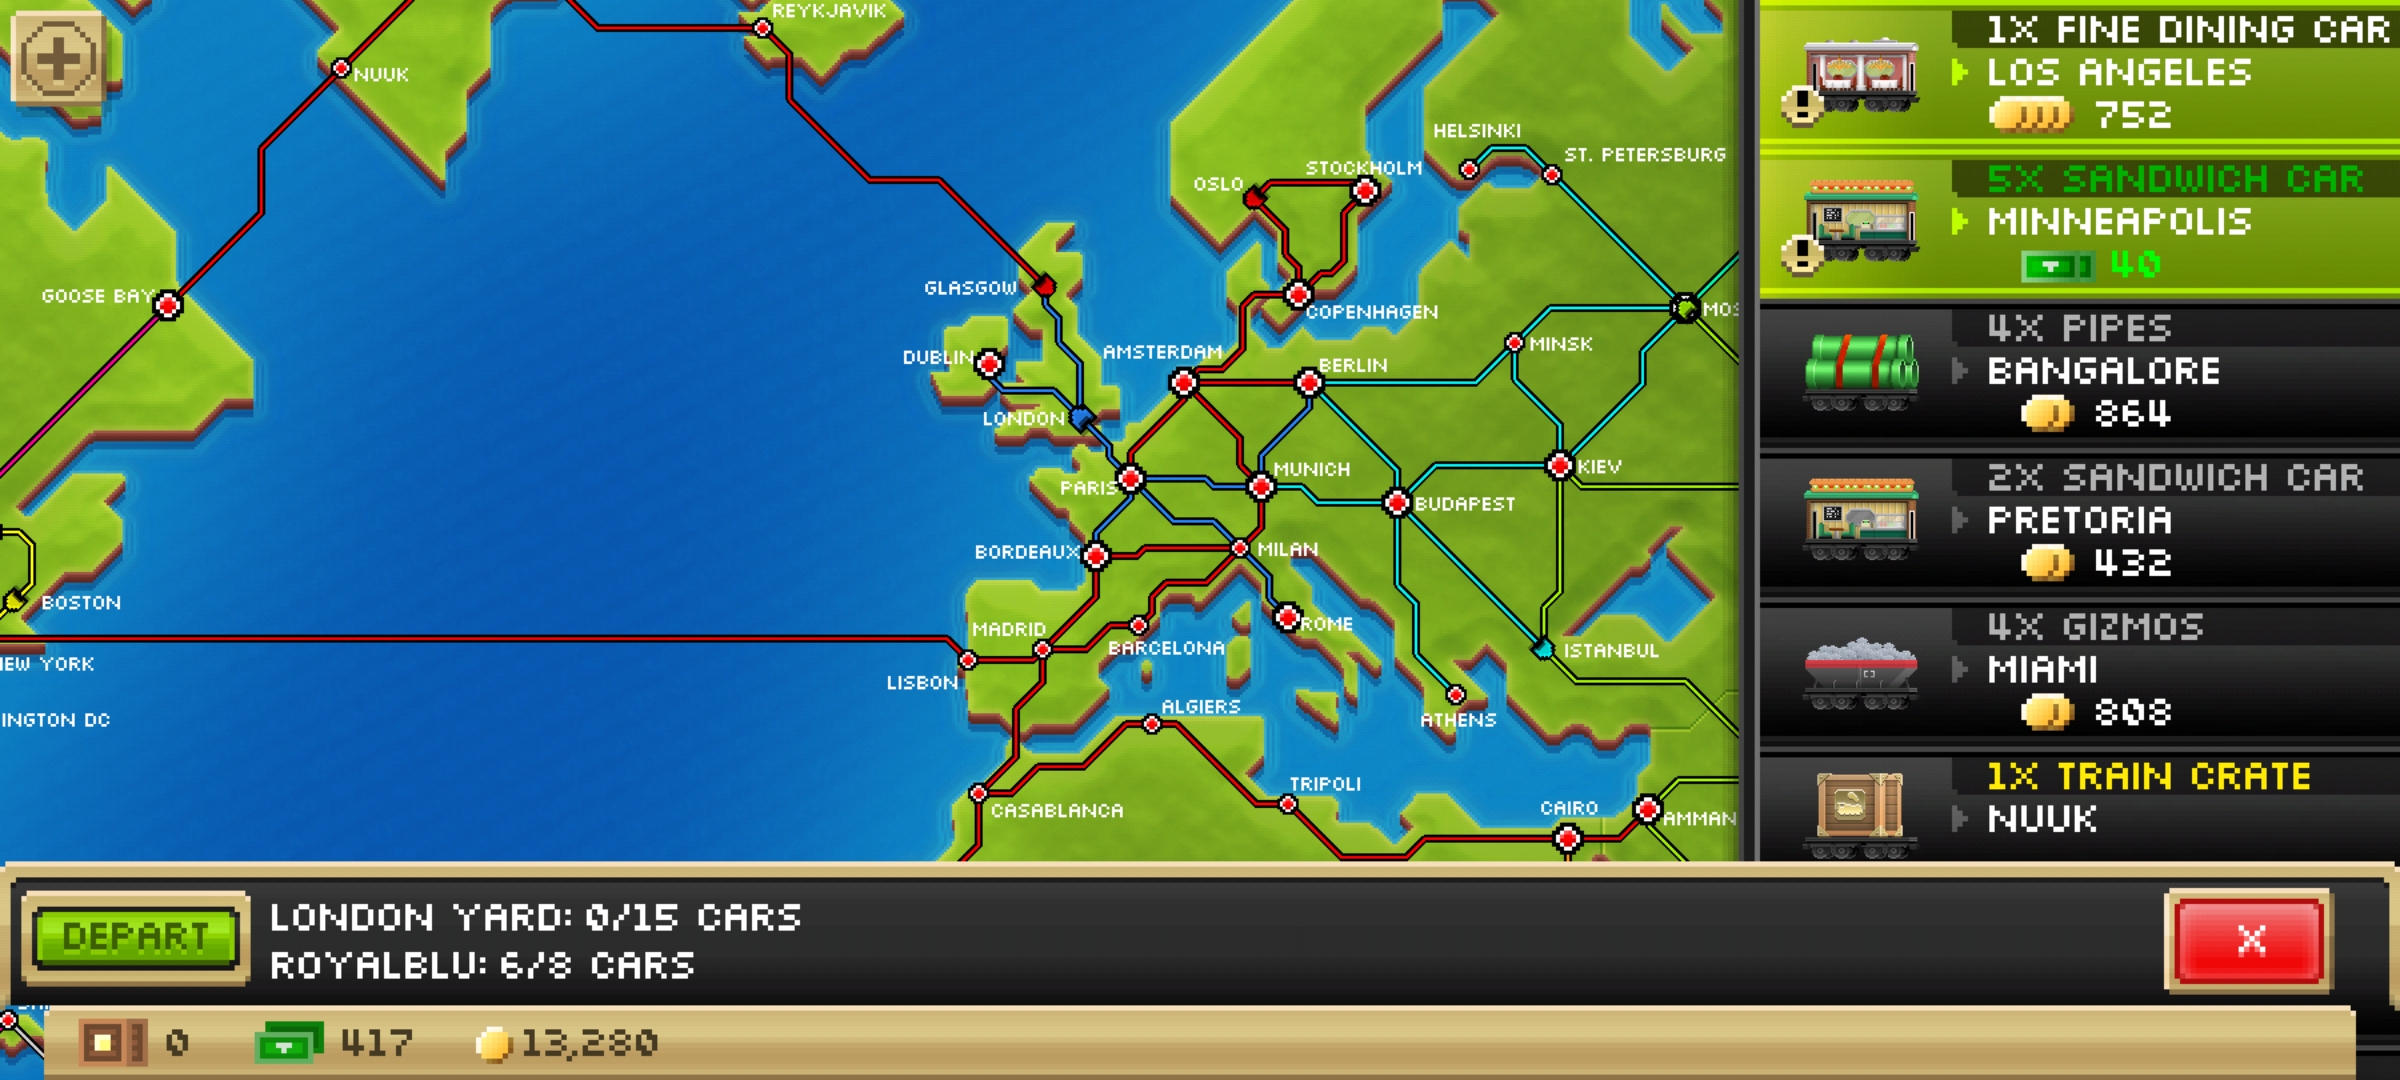 REYKJAVIK
NUUK
HELSINKI
ST. PETERSBURG
STOCKHOLM
OSLO
GLASGOW
GOOSE BAY
COPENHAGEN
MOS
MINSK
DUBLIN
AMSTERDAM
BERLIN
LONDON
MUNICH
KIEV
PARIS
BUDAPEST
BORDEAUX
MILAN
BOSTON
MADRID
ROME
BARCELONA
ISTANBUL
EW YORK
LISBON
INGTON DC
ALGIERS
ATHENS
TRIPOLI
CASABLANCA
CAIRO
AMMAN
1X FINE DINING CAR
LOS ANGELES
752
5X SANDWICH CAR
MINNEAPOLIS
40
4X PIPES
BANGALORE
864
2X SANDWICH CAR
PRETORIA
432
4X GIZMOS
MIAMI
808
1X TRAIN CRATE
NUUK
DEPART
LONDON YARD: 0/15 CARS
ROYALBLU: 6/8 CARS
X
0
417
13,280